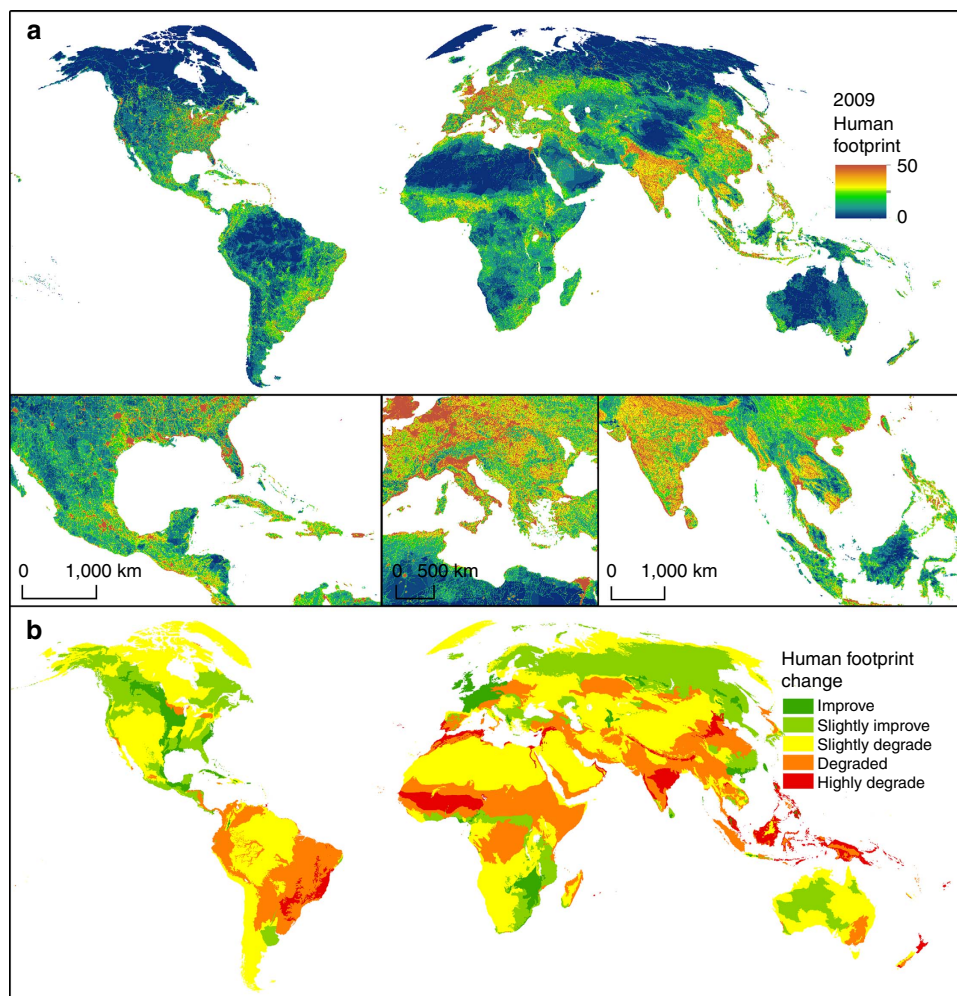 a
2009
Human
footprint
50
0
0 1,000 km
0 500 km
0 1,000 km
b
Human footprint
change
Improve
Slightly improve
Slightly degrade
Degraded
Highly degrade